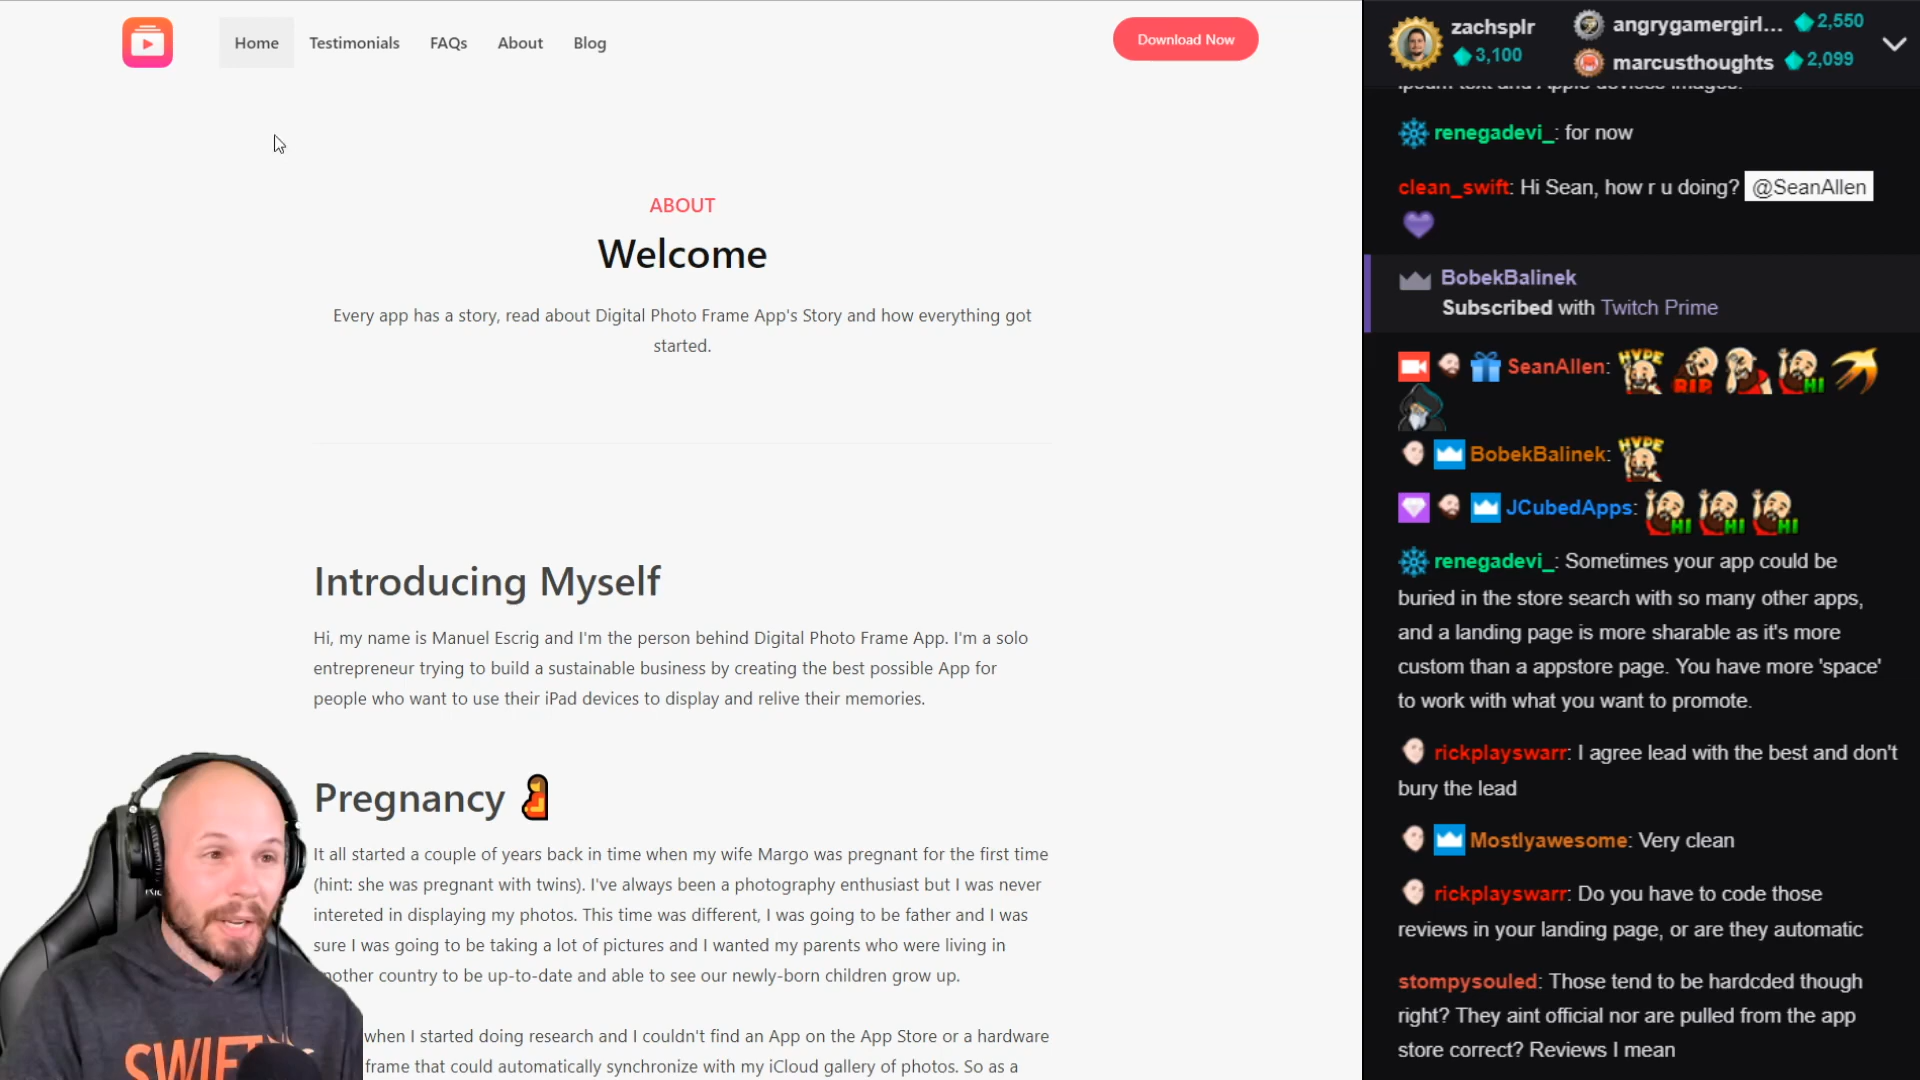 Home
Testimonials
FAQs
About
Blog
Download Now
ABOUT
Welcome
Every app has a story, read about Digital Photo Frame App's Story and how everything got
started.
Introducing Myself
Hi, my name is Manuel Escrig and I'm the person behind Digital Photo Frame App. I'm a solo
entrepreneur trying to build a sustainable business by creating the best possible App for
people who want to use their iPad devices to display and relive their memories.
Pregnancy
It all started a couple of years back in time when my wife Margo was pregnant for the first time
(hint: she was pregnant with twins). I've always been a photography enthusiast but I was never
intereted in displaying my photos. This time was different, I was going to be father and I was
sure I was going to be taking a lot of pictures and I wanted my parents who were living in
nother country to be up-to-date and able to see our newly-born children grow up.
when I started doing research and I couldn't find an App on the App Store or a hardware
frame that could automatically synchronize with my iCloud gallery of photos. So as a
SWIF
zachsplr
3,100
angrygamergirl...
2,550
marcusthoughts
2,099
ipsum text and Apple devices images.
renegadevi_: for now
clean_swift: Hi Sean, how r u doing? @SeanAllen
BobekBalinek
Subscribed with Twitch Prime
SeanAllen: HYPE RIP HI
BobekBalinek: HYPE
JCubedApps: HI HI HI
renegadevi_: Sometimes your app could be
buried in the store search with so many other apps,
and a landing page is more sharable as it's more
custom than a appstore page. You have more 'space'
to work with what you want to promote.
rickplayswarr: I agree lead with the best and don't
bury the lead
Mostlyawesome: Very clean
rickplayswarr: Do you have to code those
reviews in your landing page, or are they automatic
stompysouled: Those tend to be hardcded though
right? They aint official nor are pulled from the app
store correct? Reviews I mean